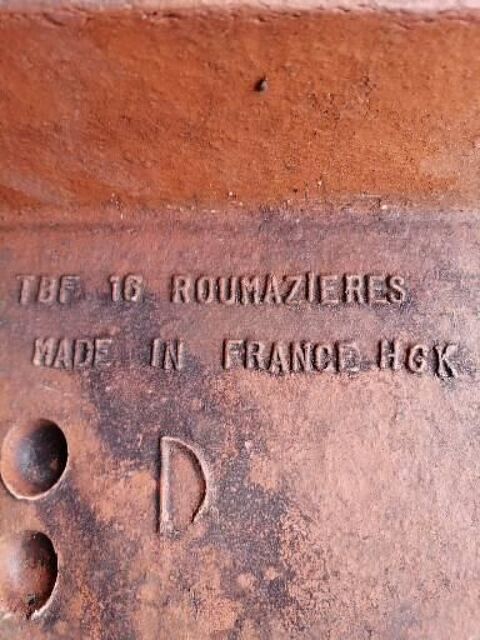 TBF 16 ROUMAZIERES
MADE IN FRANCE HGK
D